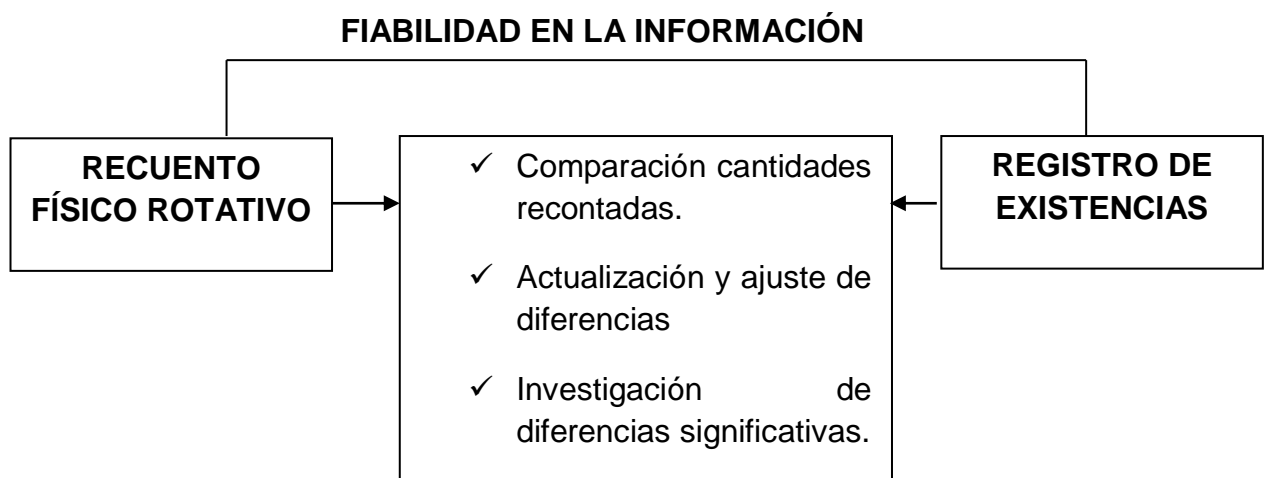 FIABILIDAD EN LA INFORMACIÓN
RECUENTO
FÍSICO ROTATIVO
✓ Comparación cantidades
recontadas.
✓ Actualización y ajuste de
diferencias
✓ Investigación de
diferencias significativas.
REGISTRO DE
EXISTENCIAS